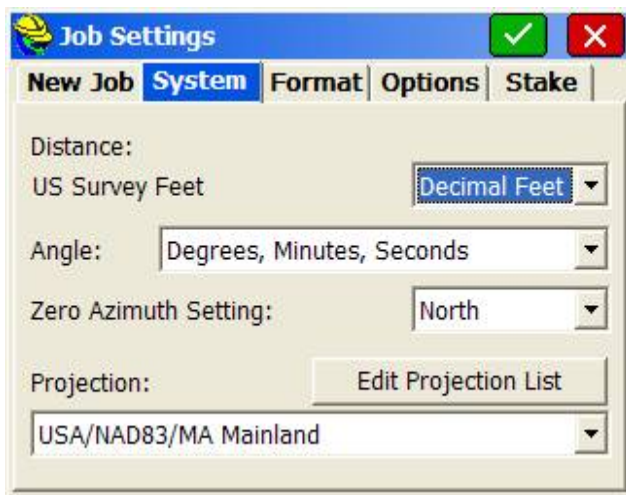 Job Settings
New Job System Format Options Stake
Distance:
US Survey Feet Decimal Feet
Angle: Degrees, Minutes, Seconds
Zero Azimuth Setting: North
Projection: Edit Projection List
USA/NAD83/MA Mainland